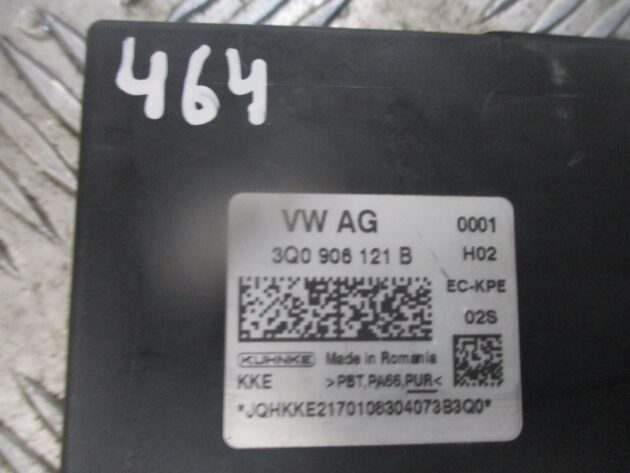 464
VW AG 0001
3Q0 906 121 B H02
EC-KPE
02S
KUHNKE Made in Romania
KKE >PBT,PA66,PUR<
*JQHKKE2170108304073B3Q0*